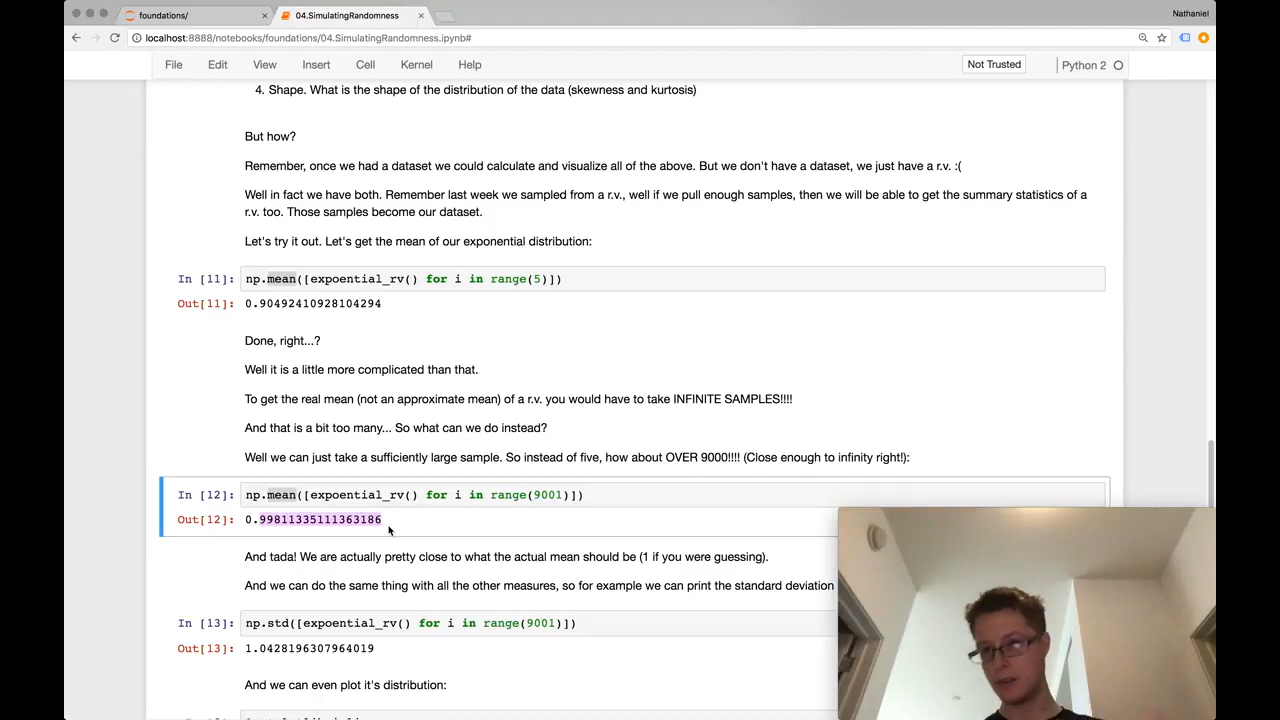 foundations/
04.SimulatingRandomness
Nathaniel
localhost:8888/notebooks/foundations/04.SimulatingRandomness.ipynb#
File Edit View Insert Cell Kernel Help
Not Trusted
Python 2
4. Shape. What is the shape of the distribution of the data (skewness and kurtosis)
But how?
Remember, once we had a dataset we could calculate and visualize all of the above. But we don't have a dataset, we just have a r.v. :(
Well in fact we have both. Remember last week we sampled from a r.v., well if we pull enough samples, then we will be able to get the summary statistics of a
r.v. too. Those samples become our dataset.
Let's try it out. Let's get the mean of our exponential distribution:
In [11]: np.mean([expoential_rv() for i in range(5)])
Out[11]: 0.90492410928104294
Done, right...?
Well it is a little more complicated than that.
To get the real mean (not an approximate mean) of a r.v. you would have to take INFINITE SAMPLES!!!!
And that is a bit too many... So what can we do instead?
Well we can just take a sufficiently large sample. So instead of five, how about OVER 9000!!!! (Close enough to infinity right!):
In [12]: np.mean([expoential_rv() for i in range(9001)])
Out[12]: 0.99811335111363186
And tada! We are actually pretty close to what the actual mean should be (1 if you were guessing).
And we can do the same thing with all the other measures, so for example we can print the standard deviation
In [13]: np.std([expoential_rv() for i in range(9001)])
Out[13]: 1.0428196307964019
And we can even plot it's distribution: